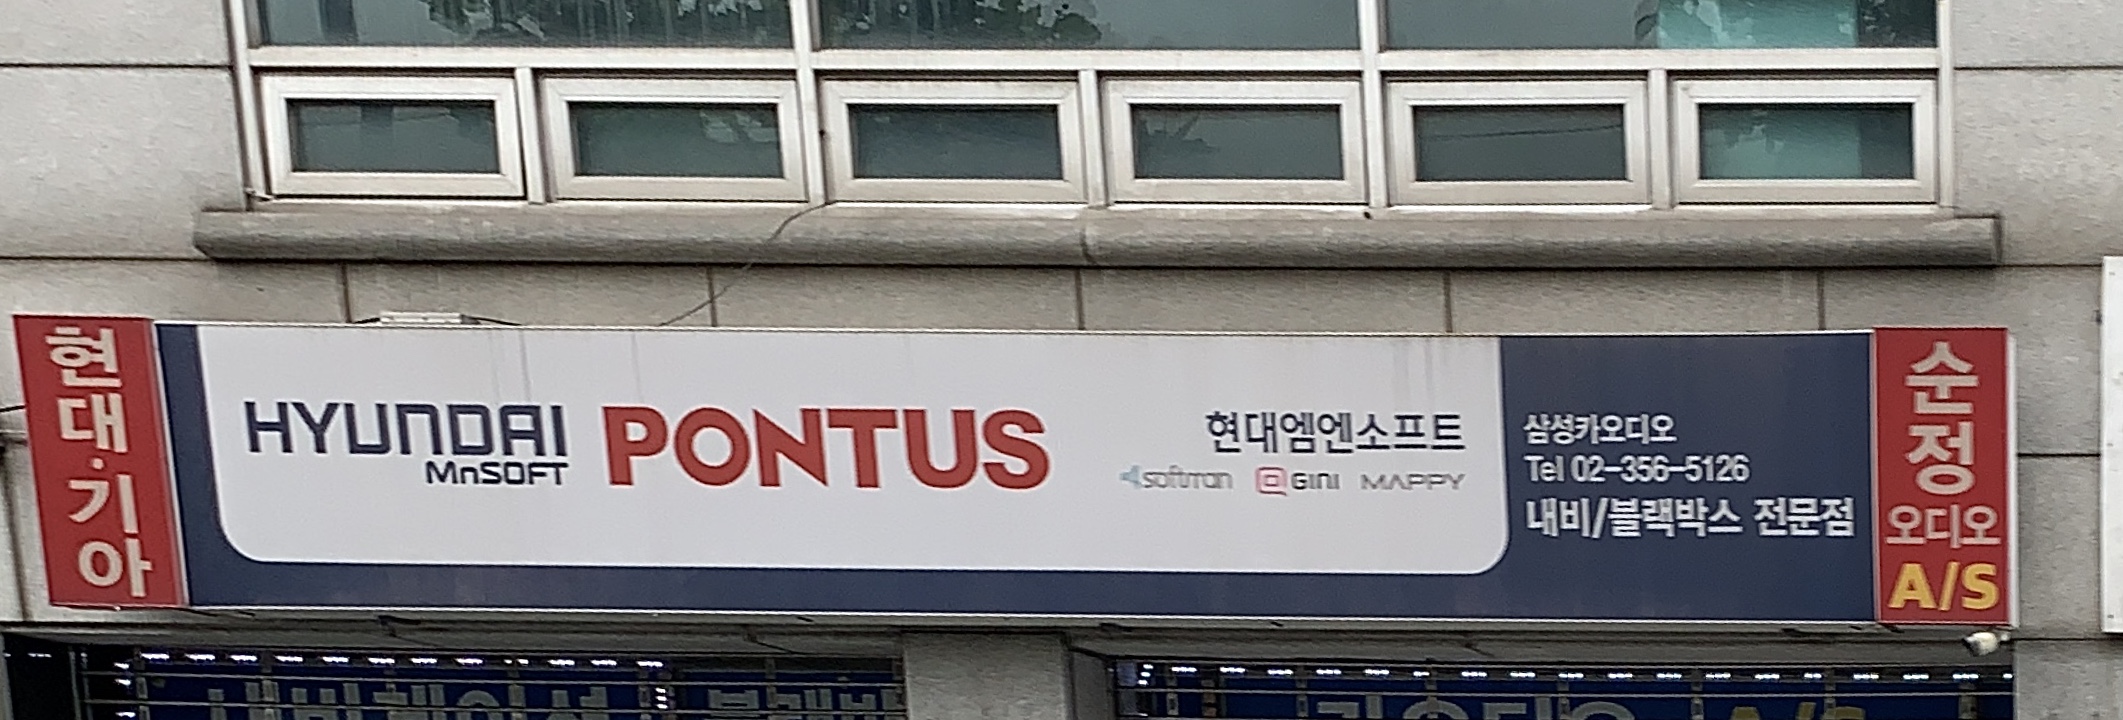 현대·기아
HYUNDAI
MnSOFT
PONTUS
현대엠엔소프트
softman GINI MAPPY
삼성카오디오
Tel 02-356-5126
내비/블랙박스 전문점
순정
오디오
A/S